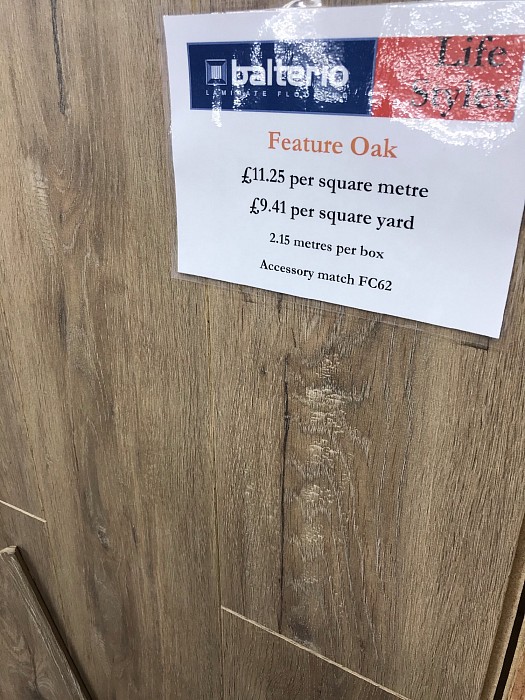 balterio
LAMINATE FLOORING
Life
Styles
Feature Oak
£11.25 per square metre
£9.41 per square yard
2.15 metres per box
Accessory match FC62